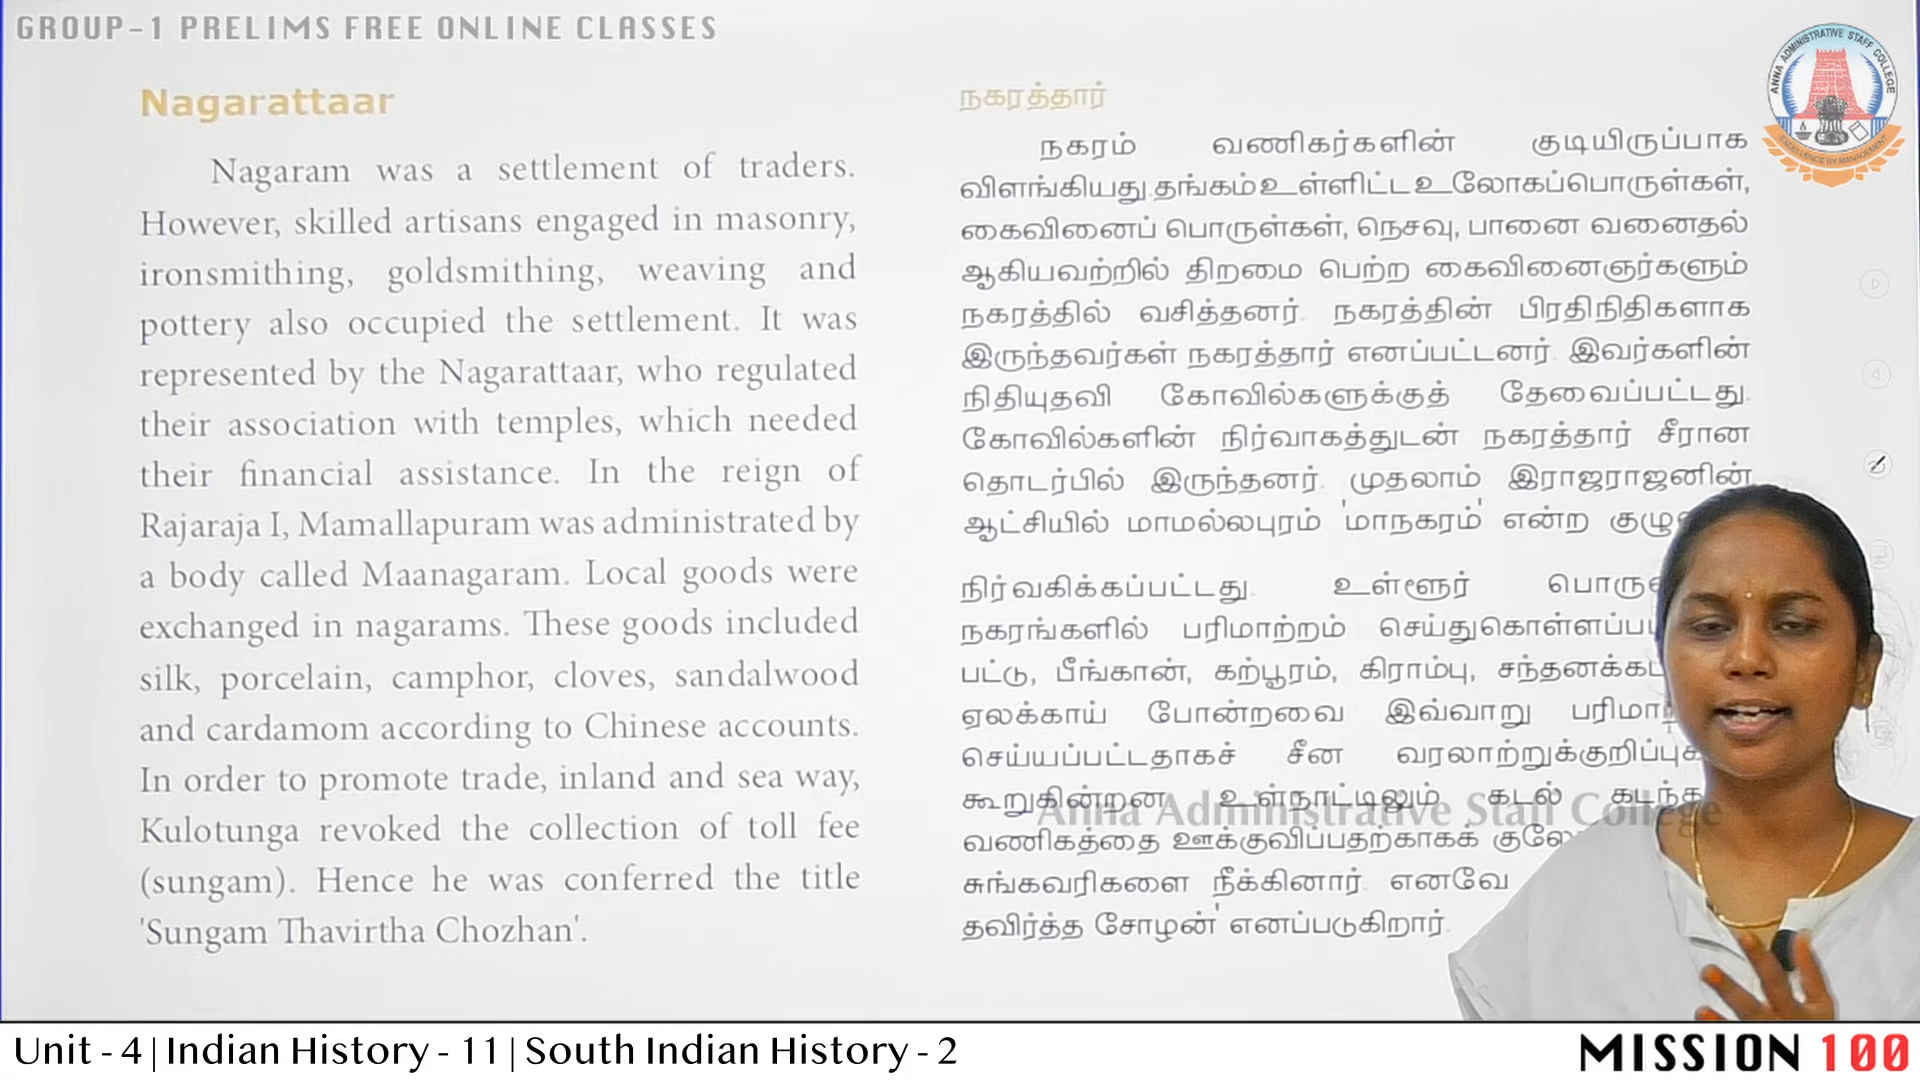 GROUP-1 PRELIMS FREE ONLINE CLASSES
ANNA ADMINISTRATIVE STAFF COLLEGE
EXCELLENCE BY MANAGEMENT
Nagarattaar
Nagaram was a settlement of traders.
However, skilled artisans engaged in masonry,
ironsmithing, goldsmithing, weaving and
pottery also occupied the settlement. It was
represented by the Nagarattaar, who regulated
their association with temples, which needed
their financial assistance. In the reign of
Rajaraja I, Mamallapuram was administrated by
a body called Maanagaram. Local goods were
exchanged in nagarams. These goods included
silk, porcelain, camphor, cloves, sandalwood
and cardamom according to Chinese accounts.
In order to promote trade, inland and sea way,
Kulotunga revoked the collection of toll fee
(sungam). Hence he was conferred the title
'Sungam Thavirtha Chozhan'.
நகரத்தார்
நகரம் வணிகர்களின் குடியிருப்பாக
விளங்கியது. தங்கம் உள்ளிட்ட உலோகப்பொருள்கள்,
கைவினைப் பொருள்கள், நெசவு, பானை வனைதல்
ஆகியவற்றில் திறமை பெற்ற கைவினைஞர்களும்
நகரத்தில் வசித்தனர். நகரத்தின் பிரதிநிதிகளாக
இருந்தவர்கள் நகரத்தார் எனப்பட்டனர். இவர்களின்
நிதியுதவி கோவில்களுக்குத் தேவைப்பட்டது.
கோவில்களின் நிர்வாகத்துடன் நகரத்தார் சீரான
தொடர்பில் இருந்தனர். முதலாம் இராஜராஜனின்
ஆட்சியில் மாமல்லபுரம் 'மாநகரம்' என்ற
நிர்வகிக்கப்பட்டது. உள்ளூர்
நகரங்களில் பரிமாற்றம்
பட்டு, பீங்கான், கற்பூரம், கிராம்பு,
ஏலக்காய் போன்றவை இவ்வாறு
செய்யப்பட்டதாகச் சீன
கூறுகின்றன. உள்நாட்டிலும் கடல்
Anna Administrative Staff College
வணிகத்தை ஊக்குவிப்பதற்காகக்
சுங்கவரிகளை நீக்கினார். எனவே
தவிர்த்த சோழன்' எனப்படுகிறார்.
Unit - 4 | Indian History - 11 | South Indian History - 2
MISSION 100